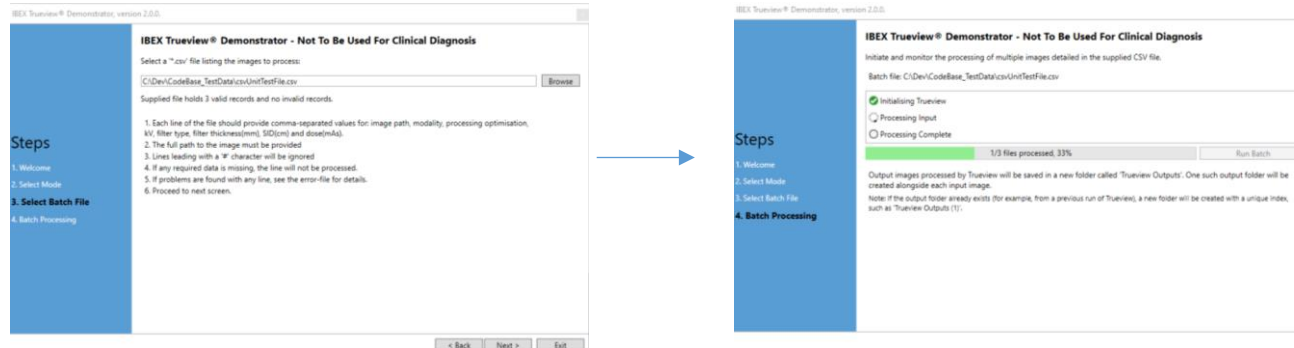 IBEX Trueview® Demonstrator, version 2.0.0.
IBEX Trueview® Demonstrator - Not To Be Used For Clinical Diagnosis
Select a '*.csv' file listing the images to process:
C:\Dev\CodeBase_TestData\csvUnitTestFile.csv
Browse
Supplied file holds 3 valid records and no invalid records.
1. Each line of the file should provide comma-separated values for: image path, modality, processing optimisation,
kV, filter type, filter thickness(mm), SID(cm) and dose(mAs).
2. The full path to the image must be provided
3. Lines leading with a '#' character will be ignored
4. If any required data is missing, the line will not be processed.
5. If problems are found with any line, see the error-file for details.
6. Proceed to next screen.
Steps
1. Welcome
2. Select Mode
3. Select Batch File
4. Batch Processing
< Back
Next >
Exit
IBEX Trueview® Demonstrator, version 2.0.0.
IBEX Trueview® Demonstrator - Not To Be Used For Clinical Diagnosis
Initiate and monitor the processing of multiple images detailed in the supplied CSV file.
Batch file: C:\Dev\CodeBase_TestData\csvUnitTestFile.csv
Initialising Trueview
Processing Input
Processing Complete
1/3 files processed, 33%
Run Batch
Output images processed by Trueview will be saved in a new folder called 'Trueview Outputs'. One such output folder will be
created alongside each input image.
Note: If the output folder already exists (for example, from a previous run of Trueview), a new folder will be created with a unique index,
such as 'Trueview Outputs (1)'.
Steps
1. Welcome
2. Select Mode
3. Select Batch File
4. Batch Processing